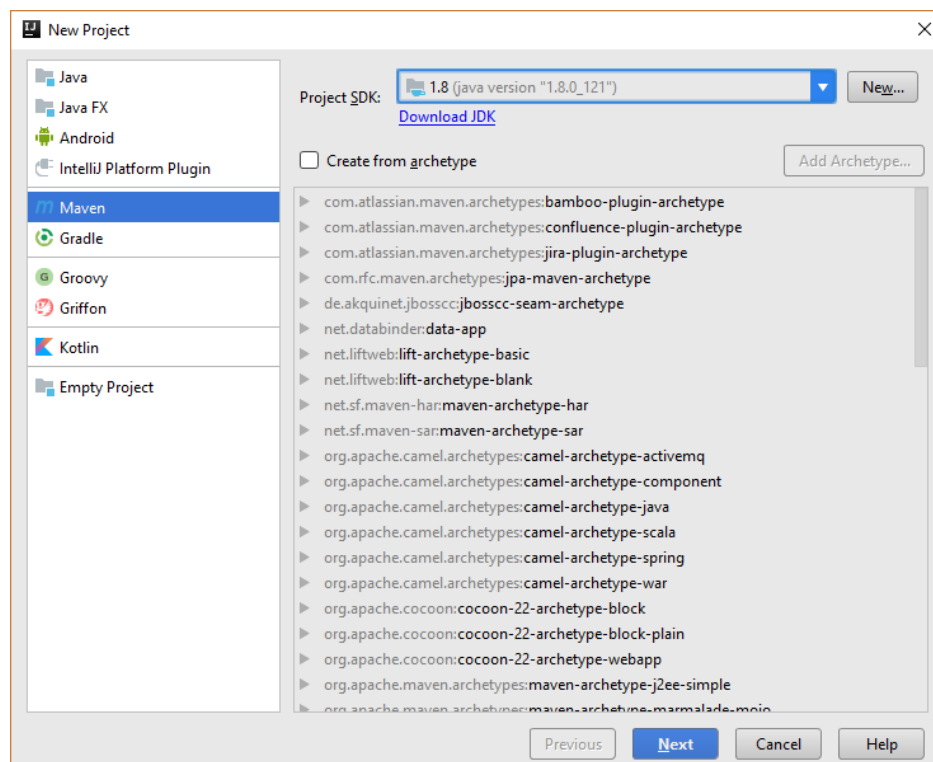 New Project
Java
Java FX
Android
IntelliJ Platform Plugin
Maven
Gradle
Groovy
Griffon
Kotlin
Empty Project
Project SDK: 1.8 (java version "1.8.0_121") New...
Download JDK
Create from archetype Add Archetype...
com.atlassian.maven.archetypes:bamboo-plugin-archetype
com.atlassian.maven.archetypes:confluence-plugin-archetype
com.atlassian.maven.archetypes:jira-plugin-archetype
com.rfc.maven.archetypes:jpa-maven-archetype
de.akquinet.jbosscc:jbosscc-seam-archetype
net.databinder:data-app
net.liftweb:lift-archetype-basic
net.liftweb:lift-archetype-blank
net.sf.maven-har:maven-archetype-har
net.sf.maven-sar:maven-archetype-sar
org.apache.camel.archetypes:camel-archetype-activemq
org.apache.camel.archetypes:camel-archetype-component
org.apache.camel.archetypes:camel-archetype-java
org.apache.camel.archetypes:camel-archetype-scala
org.apache.camel.archetypes:camel-archetype-spring
org.apache.camel.archetypes:camel-archetype-war
org.apache.cocoon:cocoon-22-archetype-block
org.apache.cocoon:cocoon-22-archetype-block-plain
org.apache.cocoon:cocoon-22-archetype-webapp
org.apache.maven.archetypes:maven-archetype-j2ee-simple
org.apache.maven.archetypes:maven-archetype-marmalade-mojo
Previous Next Cancel Help